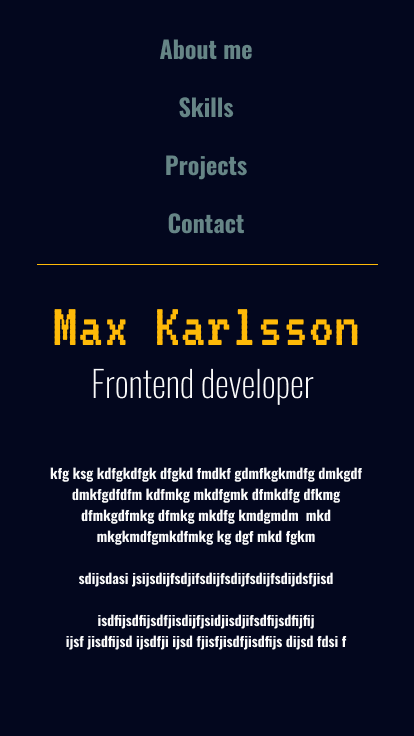 About me
Skills
Projects
Contact
Max Karlsson
Frontend developer
kfg ksg kdfgkdfgk dfgkd fmdkf gdmfkgkmdfg dmkgdf
dmkfgdfdfm kdfmkg mkdfgmk dfmkdfg dfkmg
dfmkgdfmkg dfmkg mkdfg kmdgmdm mkd
mkgkmdfgmkdfmkg kg dgf mkd fgkm
sdijsdasi jsijsdijfsdjifsdijfsdijfsdijfsdijdsfjisd
isdfijsdfijsdfjisdijfjsidjisdjifsdfijsdfijfij
ijsf jisdfijsd ijsdfji ijsd fjisfjisdfjisdfijs dijsd fdsi f